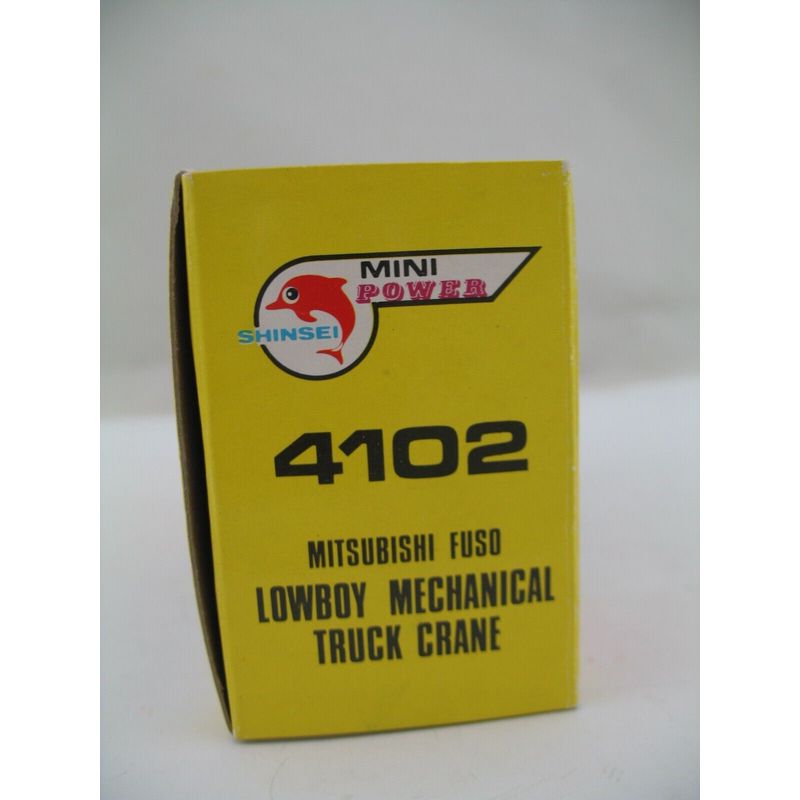 MINI
POWER
SHINSEI
4102
MITSUBISHI FUSO
LOWBOY MECHANICAL
TRUCK CRANE